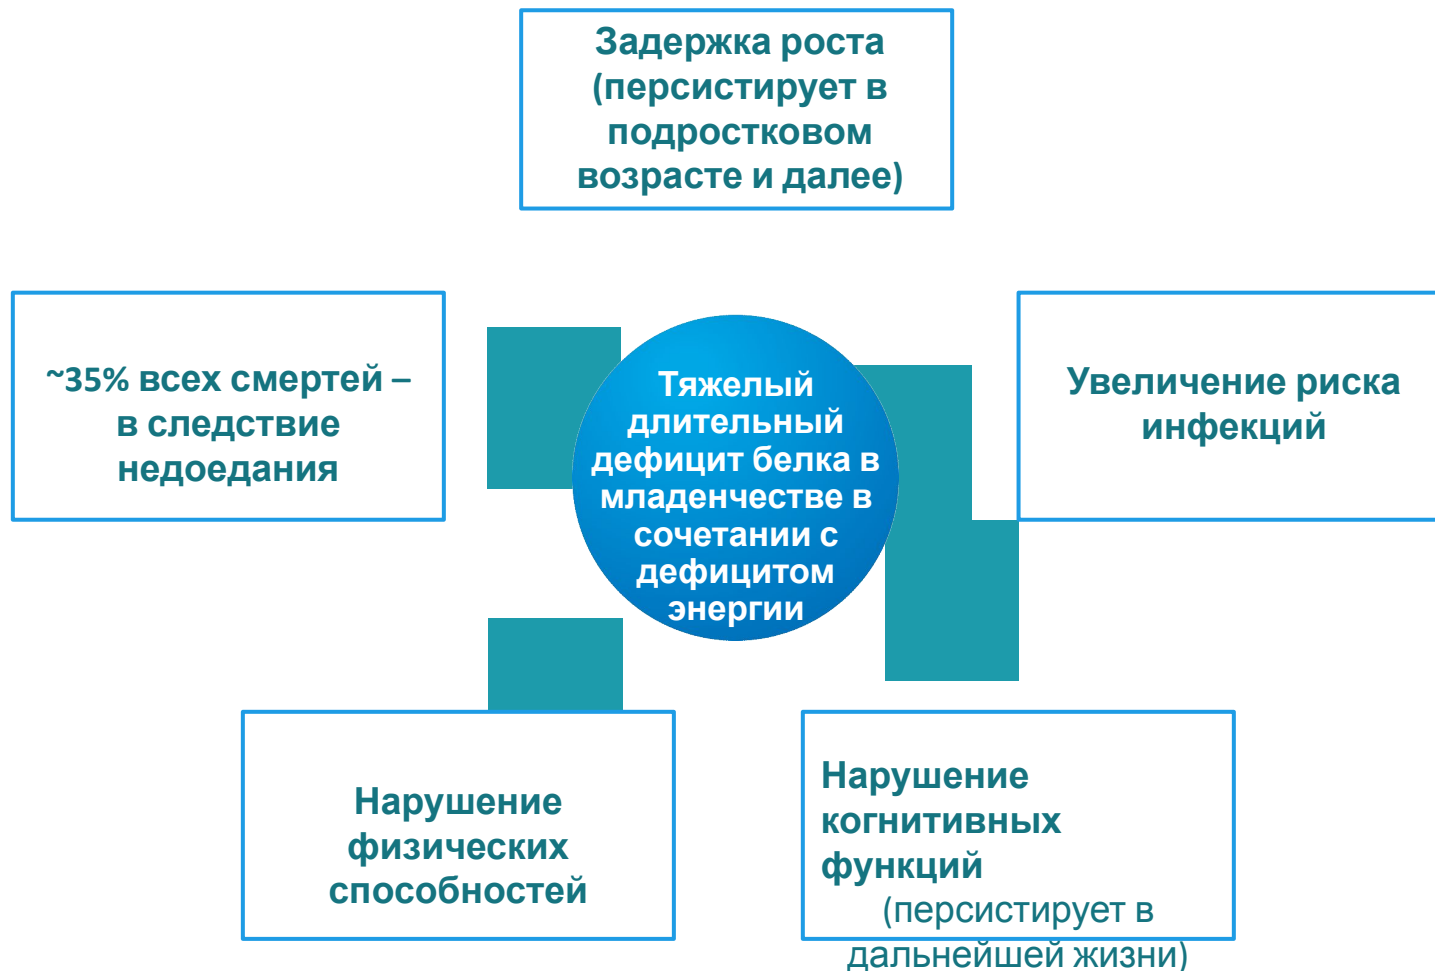 Задержка роста
(персистирует в
подростковом
возрасте и далее)
~35% всех смертей –
в следствие
недоедания
Тяжелый
длительный
дефицит белка в
младенчестве в
сочетании с
дефицитом
энергии
Увеличение риска
инфекций
Нарушение
физических
способностей
Нарушение
когнитивных
функций
(персистирует в
дальнейшей жизни)